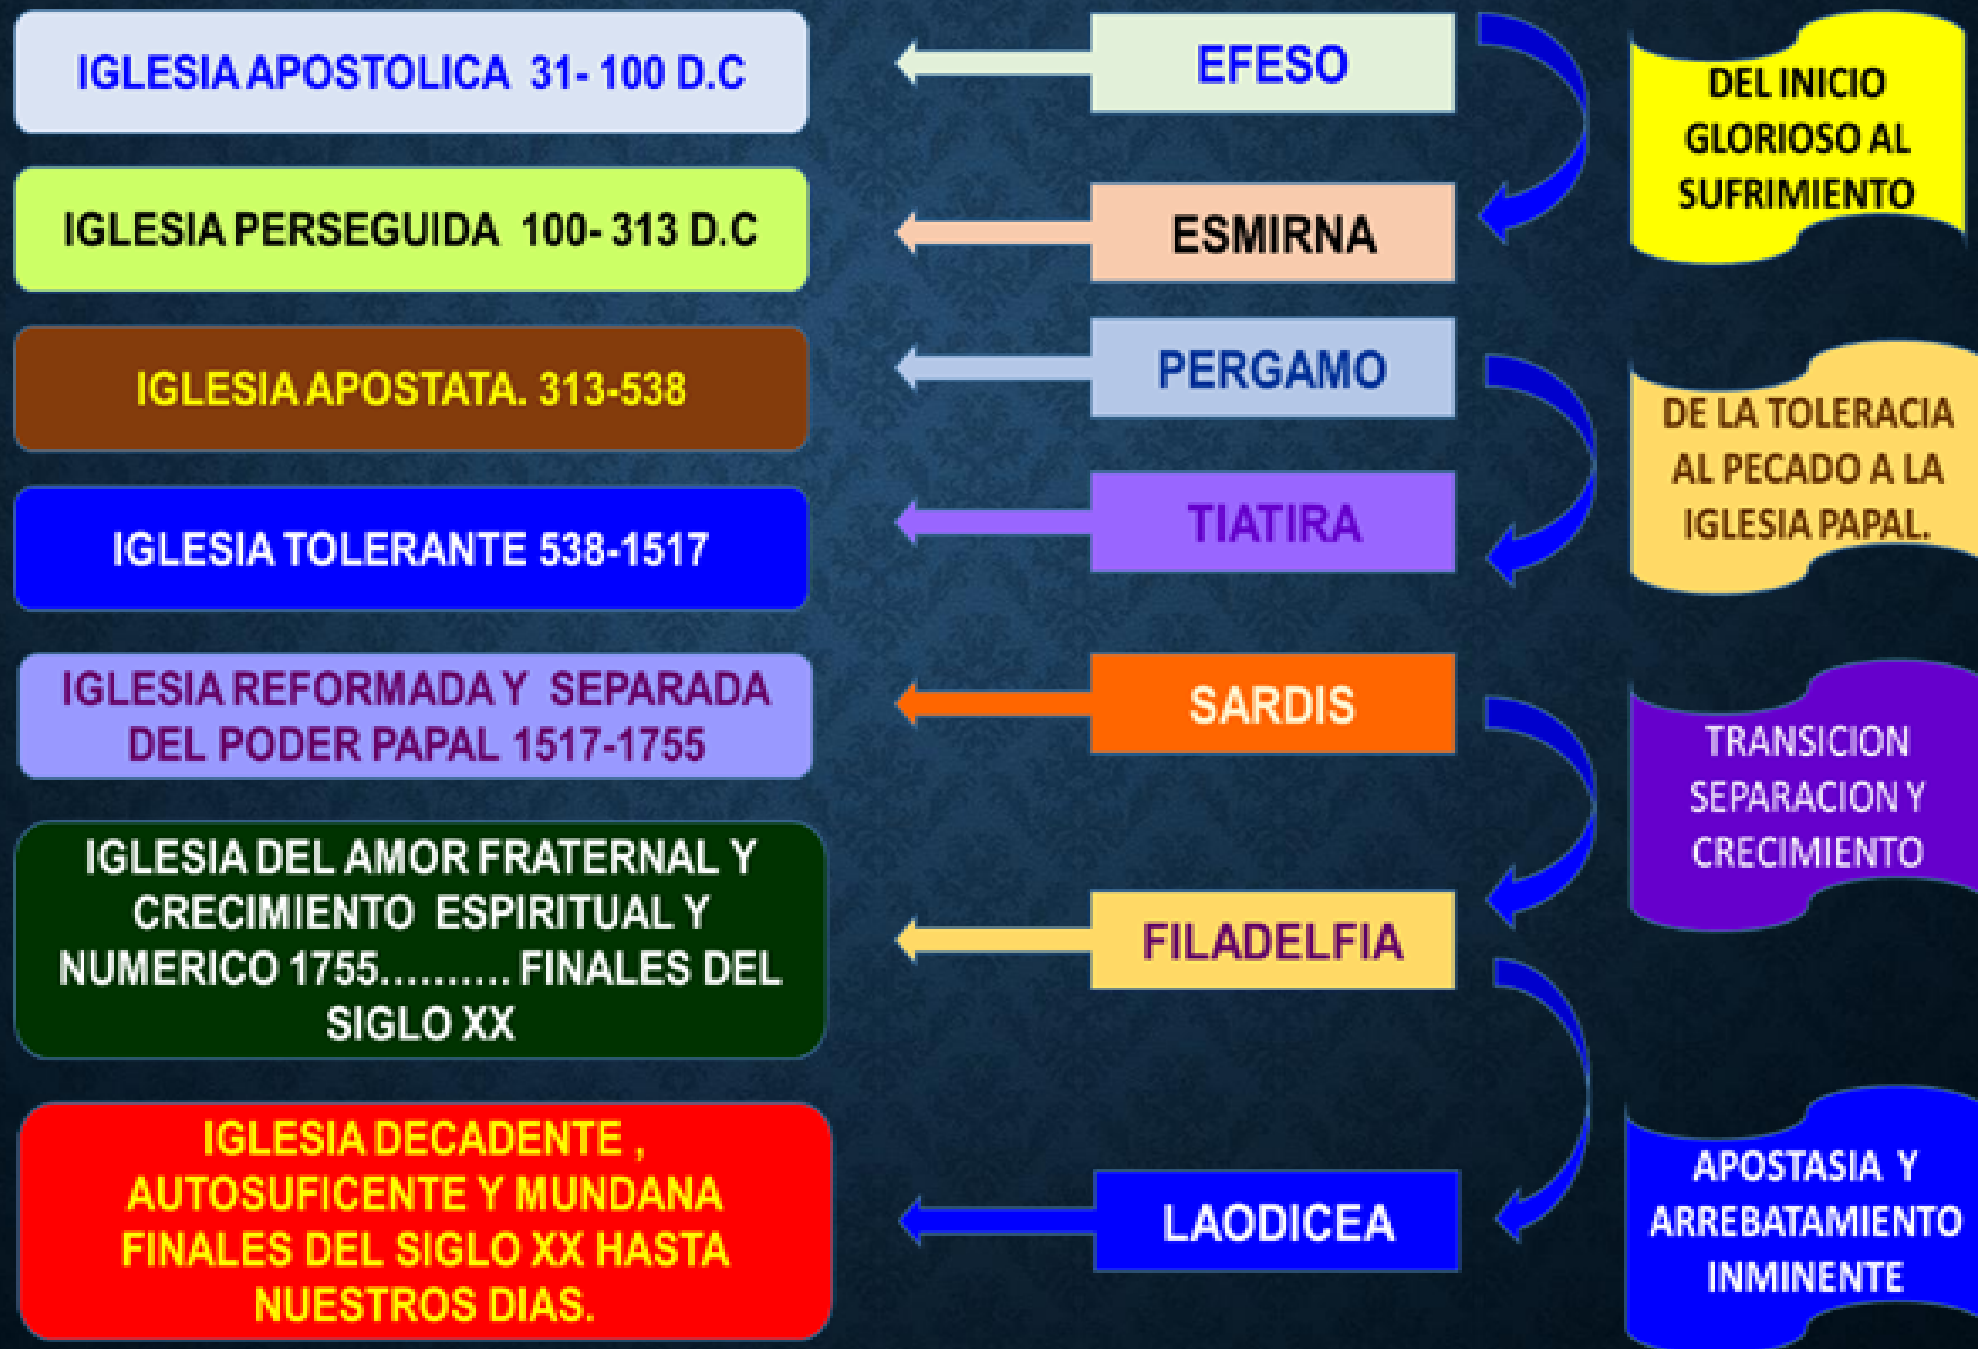 IGLESIA APOSTOLICA 31- 100 D.C
EFESO
DEL INICIO
GLORIOSO AL
SUFRIMIENTO
IGLESIA PERSEGUIDA 100- 313 D.C
ESMIRNA
IGLESIA APOSTATA. 313-538
PERGAMO
DE LA TOLERACIA
AL PECADO A LA
IGLESIA PAPAL.
IGLESIA TOLERANTE 538-1517
TIATIRA
IGLESIA REFORMADA Y SEPARADA
DEL PODER PAPAL 1517-1755
SARDIS
TRANSICION
SEPARACION Y
CRECIMIENTO
IGLESIA DEL AMOR FRATERNAL Y
CRECIMIENTO ESPIRITUAL Y
NUMERICO 1755.......... FINALES DEL
SIGLO XX
FILADELFIA
IGLESIA DECADENTE ,
AUTOSUFICENTE Y MUNDANA
FINALES DEL SIGLO XX HASTA
NUESTROS DIAS.
LAODICEA
APOSTASIA Y
ARREBATAMIENTO
INMINENTE